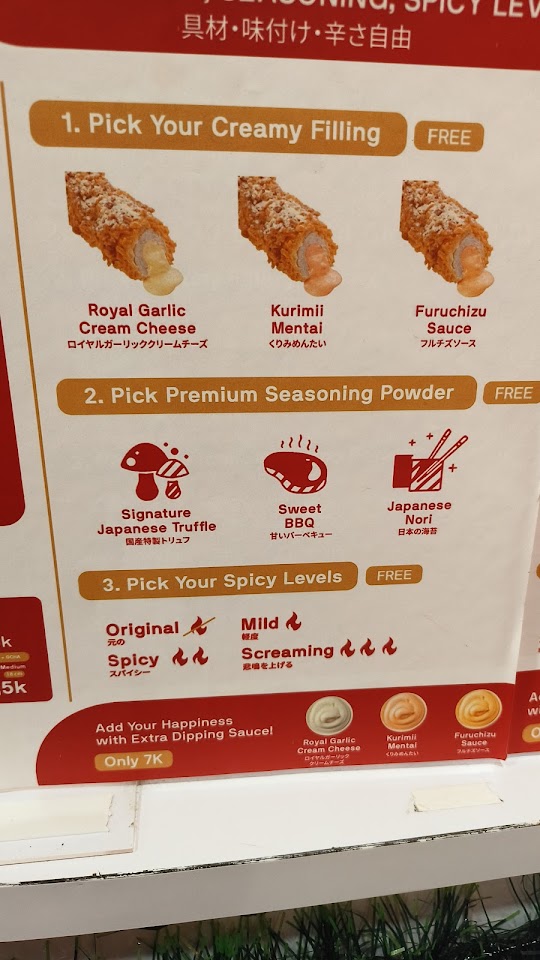 SEASONING, SPICY LEV
具材・味付け・辛さ自由
1. Pick Your Creamy Filling
FREE
Royal Garlic
Cream Cheese
ロイヤルガーリッククリームチーズ
Kurimii
Mentai
くりみめんたい
Furuchizu
Sauce
フルチズソース
2. Pick Premium Seasoning Powder
FREE
Signature
Japanese Truffle
国産特製トリュフ
Sweet
BBQ
甘いバーベキュー
Japanese
Nori
日本の海苔
3. Pick Your Spicy Levels
FREE
Original
元の
Mild
軽度
Spicy
スパイシー
Screaming
悲鳴を上げる
k
Medium
5k
Add Your Happiness
with Extra Dipping Sauce!
Only 7K
Royal Garlic
Cream Cheese
ロイヤルガーリック
クリームチーズ
Kurimii
Mentai
くりみめんたい
Furuchizu
Sauce
フルチズソース